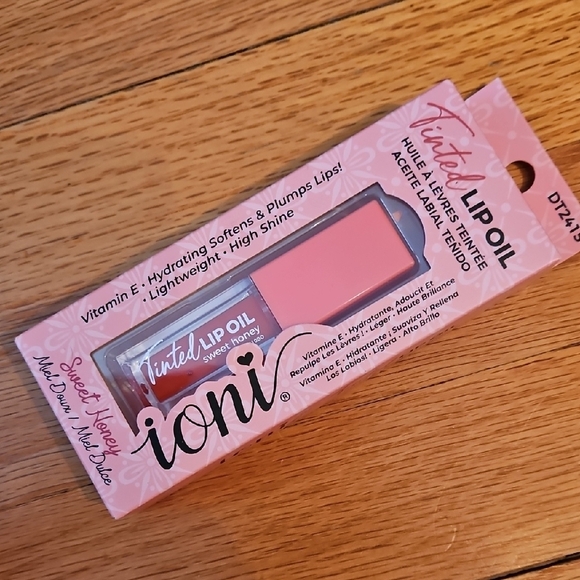 Tinted
LIP OIL
HUILE À LÈVRES TEINTÉE
ACEITE LABIAL TEÑIDO
Vitamin E • Hydrating Softens & Plumps Lips!
• Lightweight • High Shine
Tinted
LIP OIL
sweet honey
ioni®
Sweet Honey
Miel Doux / Miel Dulce
Vitamine E • Hydratante, Adoucit Et
Repulpe Les Lèvres! • Léger • Haute Brillance
Vitamina E • Hidratante! Suaviza Y Rellena
Los Labios! • Ligera • Alto Brillo